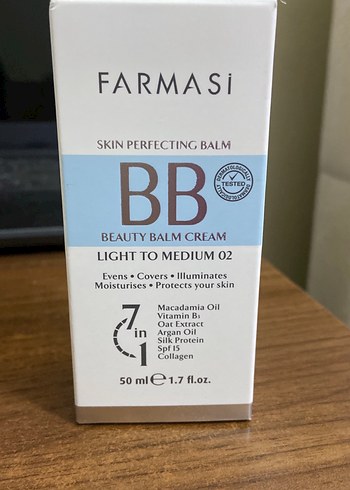 FARMASİ
SKIN PERFECTING BALM
BB
DERMATOLOGICALLY
TESTED
DERMATOLOGICALLY
BEAUTY BALM CREAM
LIGHT TO MEDIUM 02
Evens • Covers • Illuminates
Moisturises • Protects your skin
7 in 1
Macadamia Oil
Vitamin B₃
Oat Extract
Argan Oil
Silk Protein
Spf 15
Collagen
50 ml ℮ 1.7 fl.oz.